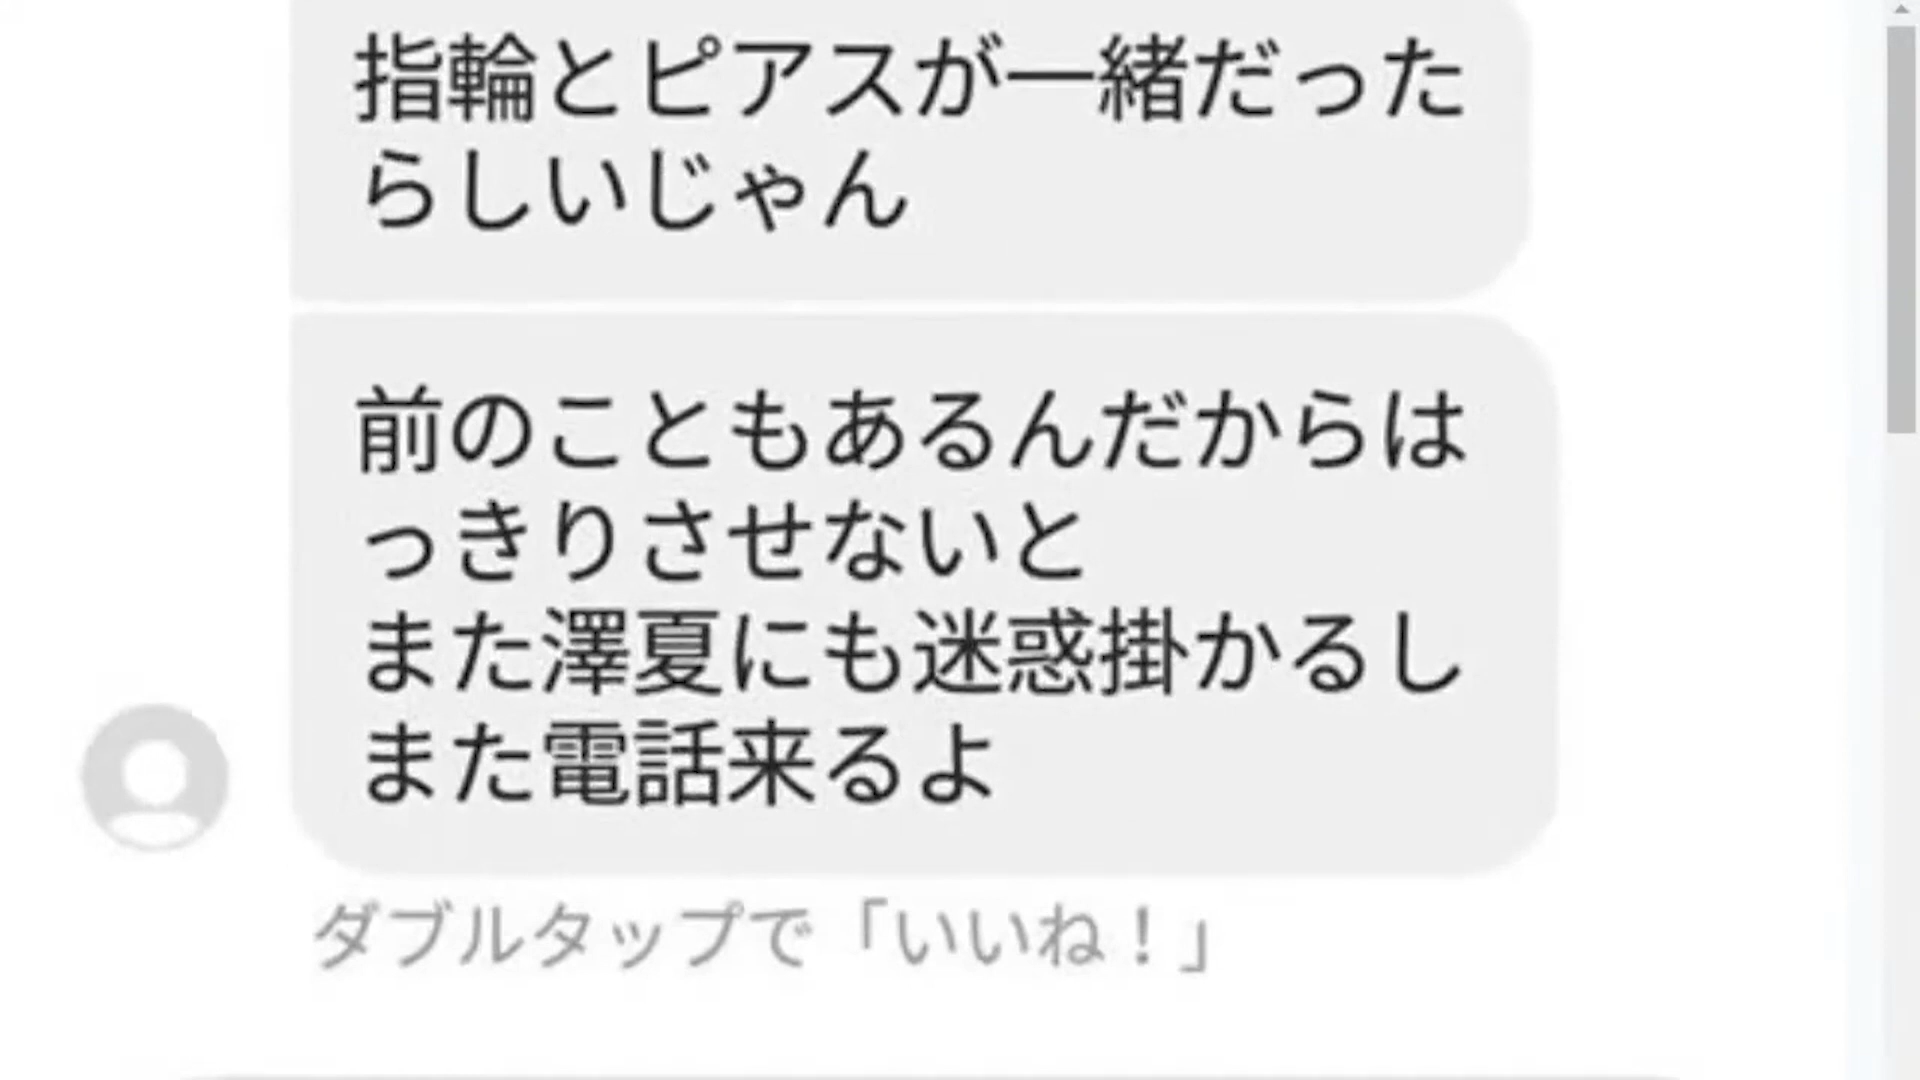 指輪とピアスが一緒だった
らしいじゃん
前のこともあるんだからは
っきりさせないと
また澤夏にも迷惑掛かるし
また電話来るよ
ダブルタップで「いいね！」